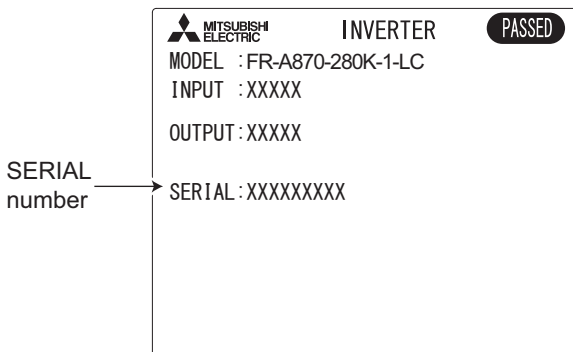 MITSUBISHI ELECTRIC INVERTER PASSED
MODEL :FR-A870-280K-1-LC
INPUT :XXXXX
OUTPUT:XXXXX
SERIAL number
SERIAL:XXXXXXXXX